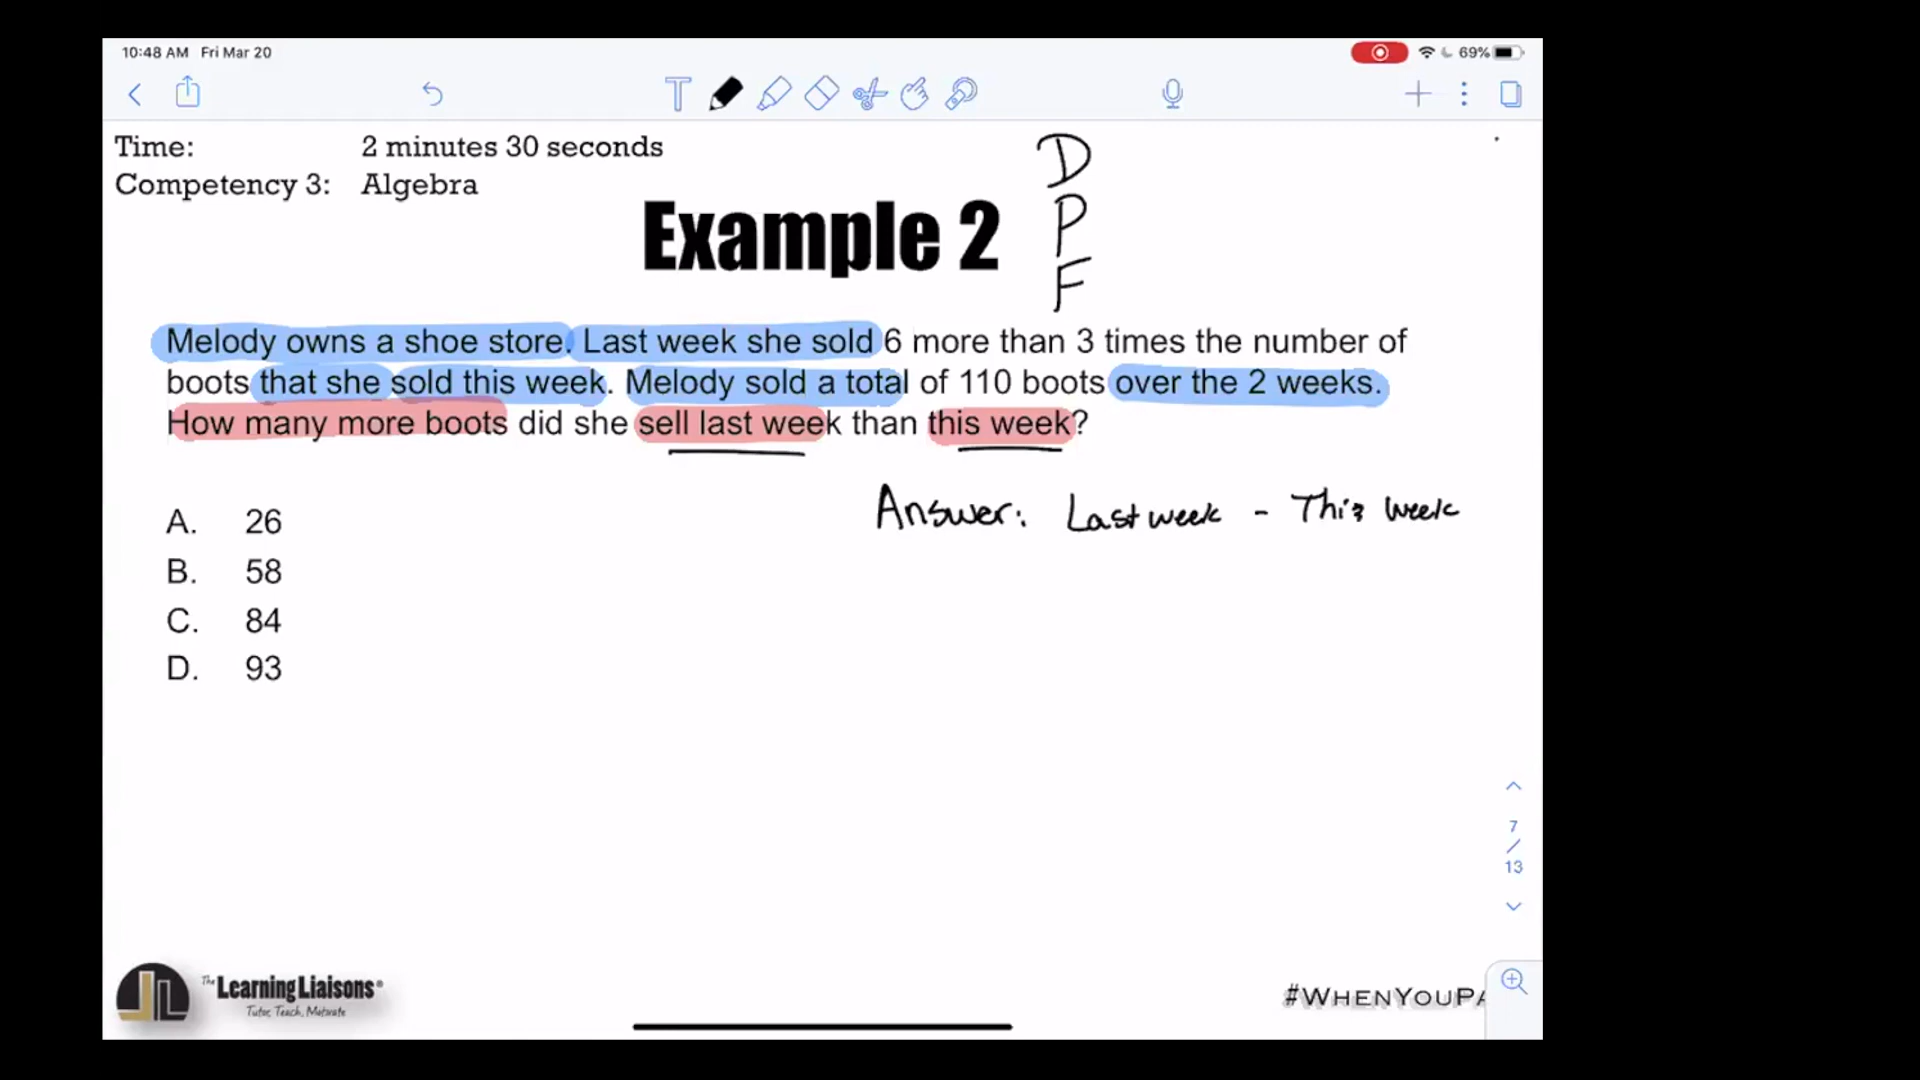 10:48 AM Fri Mar 20
69%
Time: 2 minutes 30 seconds
Competency 3: Algebra
D
P
F
Example 2
Melody owns a shoe store. Last week she sold 6 more than 3 times the number of
boots that she sold this week. Melody sold a total of 110 boots over the 2 weeks.
How many more boots did she sell last week than this week?
Answer: Last week - This week
A. 26
B. 58
C. 84
D. 93
7
/
13
The Learning Liaisons®
Tutor, Teach, Motivate
#WHENYOUPA